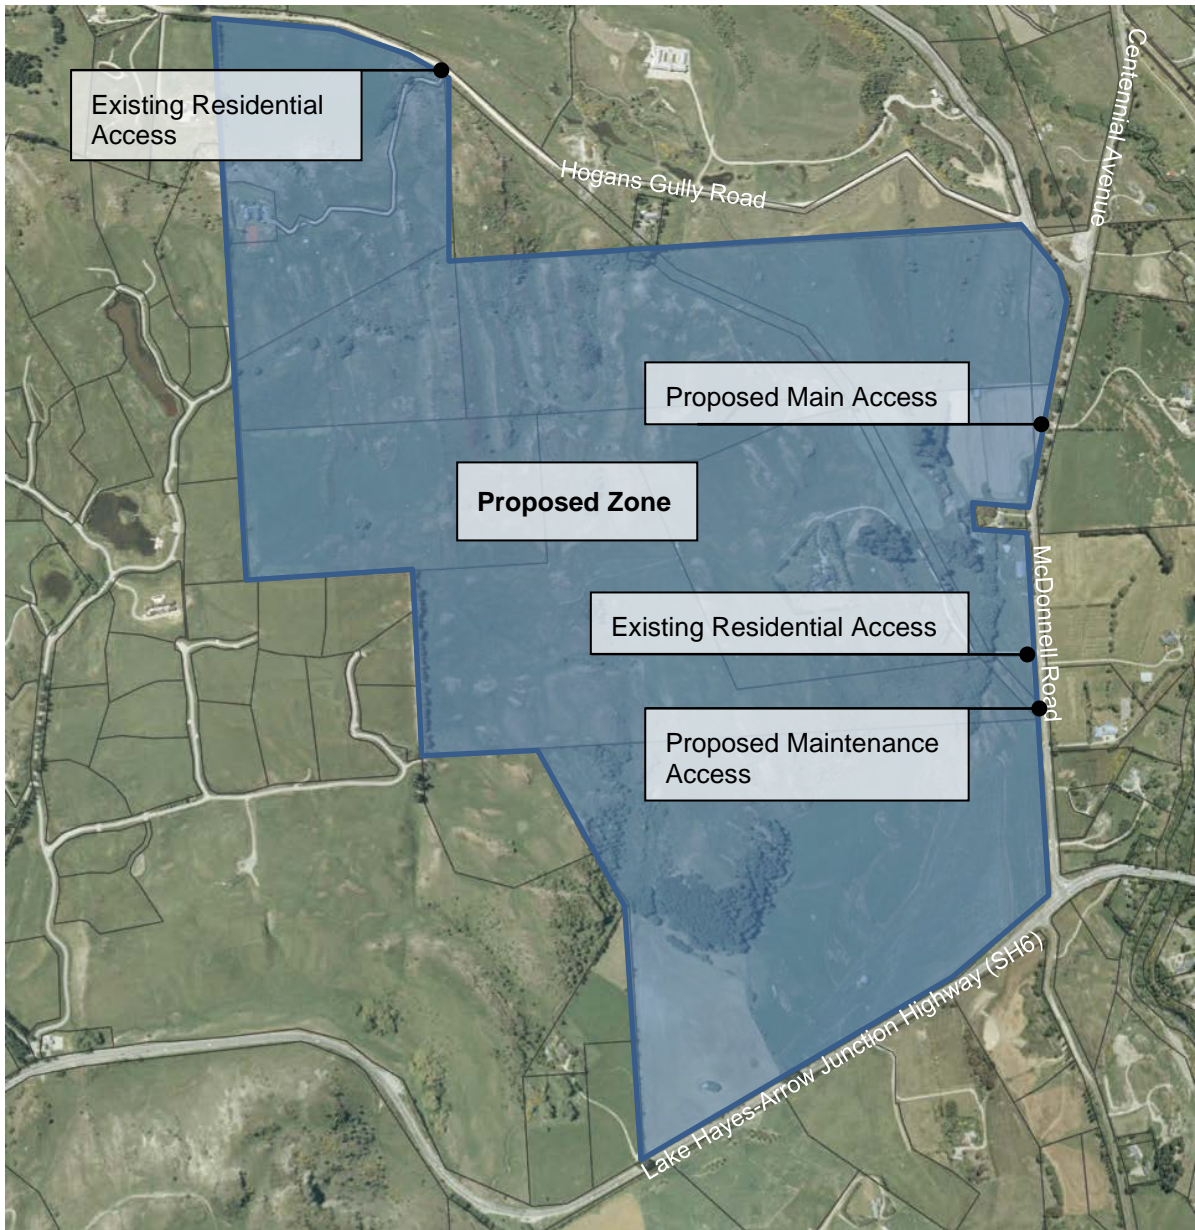 Existing Residential
Access
Centennial Avenue
Hogans Gully Road
Proposed Main Access
Proposed Zone
McDonnell Road
Existing Residential Access
Proposed Maintenance
Access
Lake Hayes-Arrow Junction Highway (SH6)